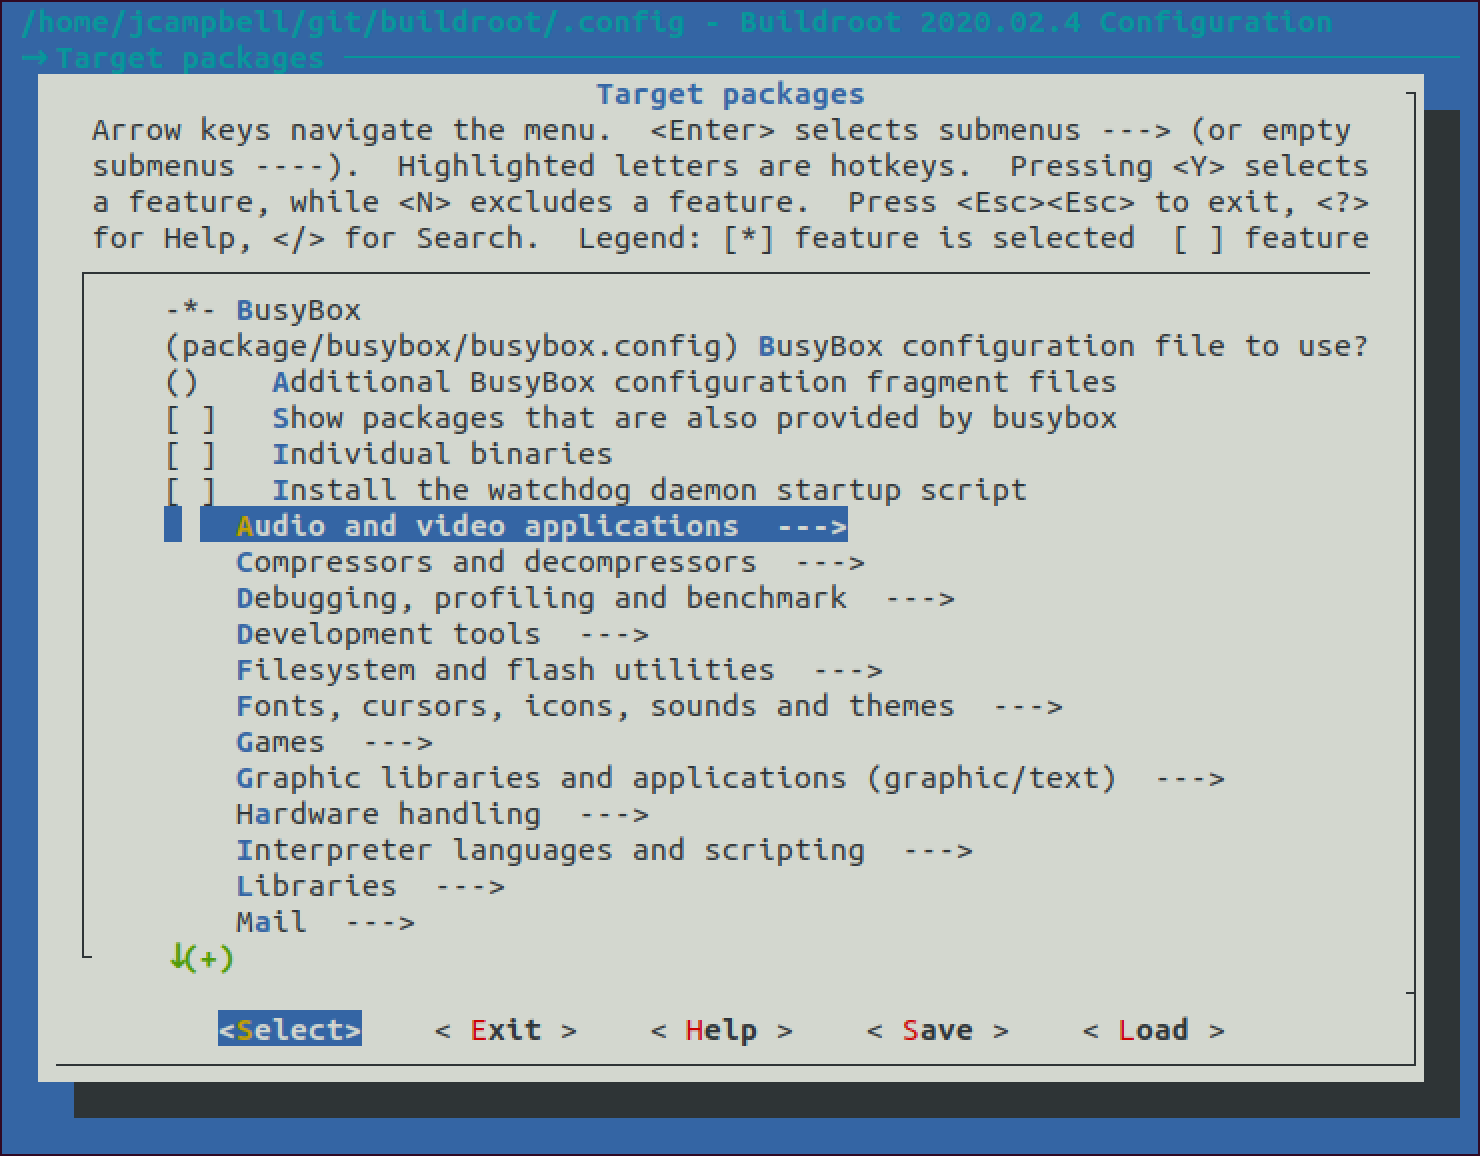 /home/jcampbell/git/buildroot/.config - Buildroot 2020.02.4 Configuration
→ Target packages
Target packages
Arrow keys navigate the menu.  <Enter> selects submenus ---> (or empty
submenus ----).  Highlighted letters are hotkeys.  Pressing <Y> selects
a feature, while <N> excludes a feature.  Press <Esc><Esc> to exit, <?>
for Help, </> for Search.  Legend: [*] feature is selected  [ ] feature
-*- BusyBox
(package/busybox/busybox.config) BusyBox configuration file to use?
()    Additional BusyBox configuration fragment files
[ ]   Show packages that are also provided by busybox
[ ]   Individual binaries
[ ]   Install the watchdog daemon startup script
Audio and video applications  --->
Compressors and decompressors  --->
Debugging, profiling and benchmark  --->
Development tools  --->
Filesystem and flash utilities  --->
Fonts, cursors, icons, sounds and themes  --->
Games  --->
Graphic libraries and applications (graphic/text)  --->
Hardware handling  --->
Interpreter languages and scripting  --->
Libraries  --->
Mail  --->
↓(+)
<Select>    < Exit >    < Help >    < Save >    < Load >